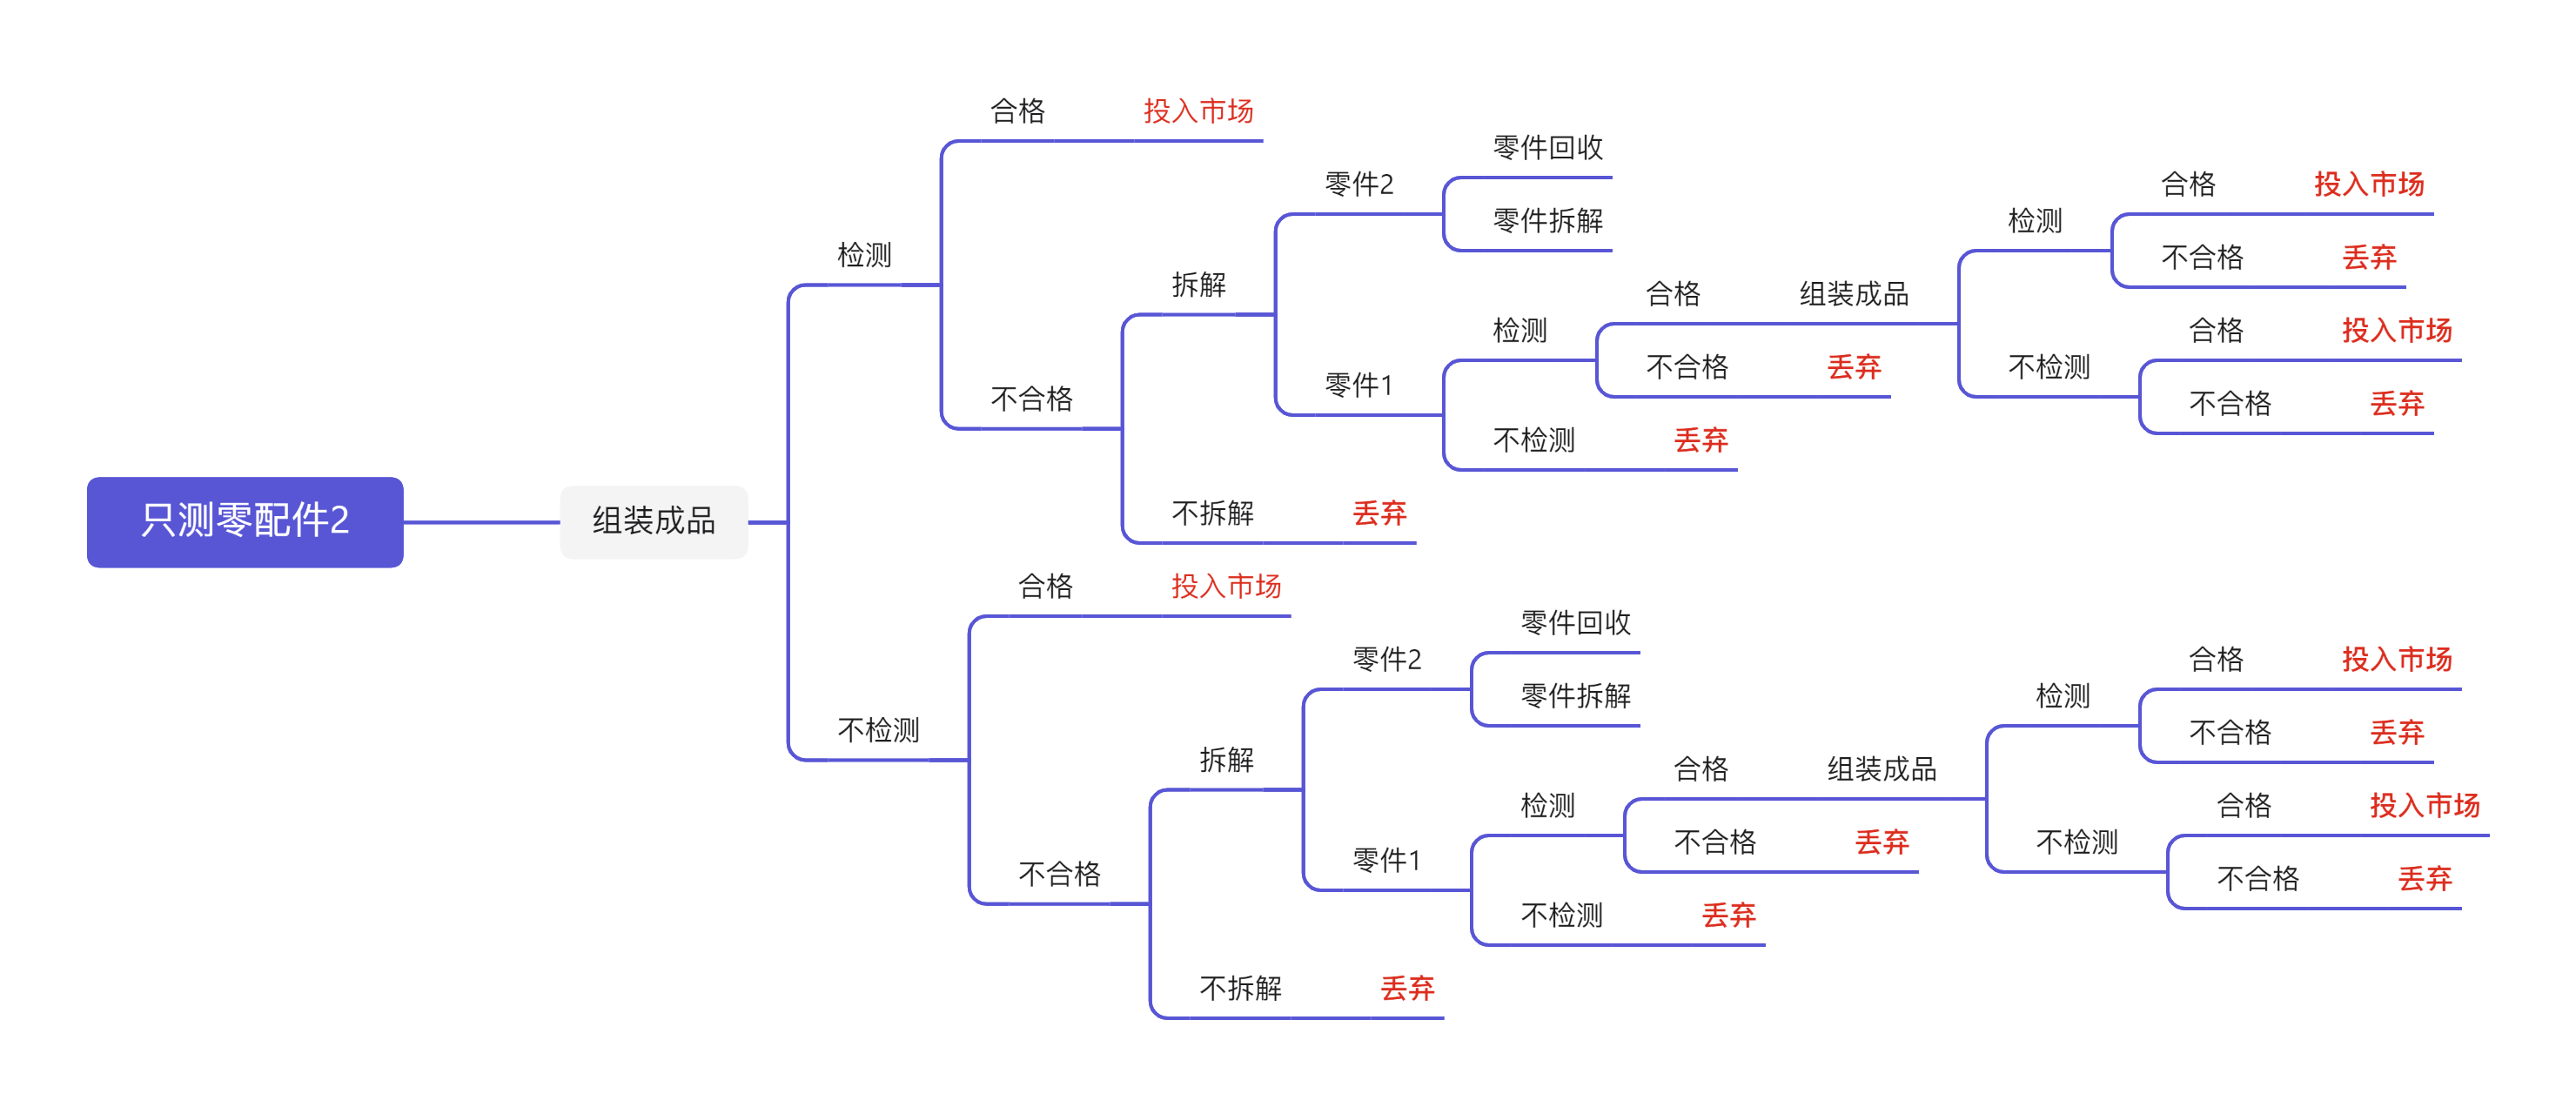 只测零配件2
组装成品
检测
合格
投入市场
不合格
拆解
零件2
零件回收
零件拆解
零件1
检测
合格
组装成品
检测
合格
投入市场
不合格
丢弃
不检测
合格
投入市场
不合格
丢弃
不合格
丢弃
不检测
丢弃
不拆解
丢弃
不检测
合格
投入市场
不合格
拆解
零件2
零件回收
零件拆解
零件1
检测
合格
组装成品
检测
合格
投入市场
不合格
丢弃
不检测
合格
投入市场
不合格
丢弃
不合格
丢弃
不检测
丢弃
不拆解
丢弃